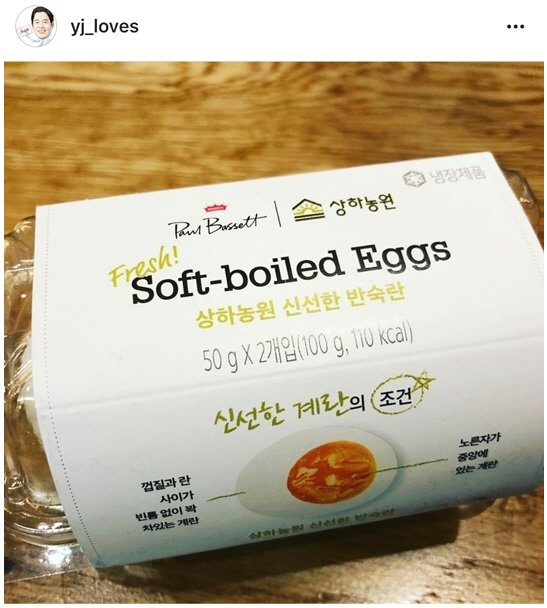 yj_loves
냉장제품
Paul Bassett | 상하농원
Fresh!
Soft-boiled Eggs
상하농원 신선한 반숙란
50 g X 2개입(100 g, 110 kcal)
신선한 계란의 조건
껍질과 란
사이가
빈틈 없이 꽉
차있는 계란
노른자가
중앙에
있는 계란
상하농원 신선한 반숙란